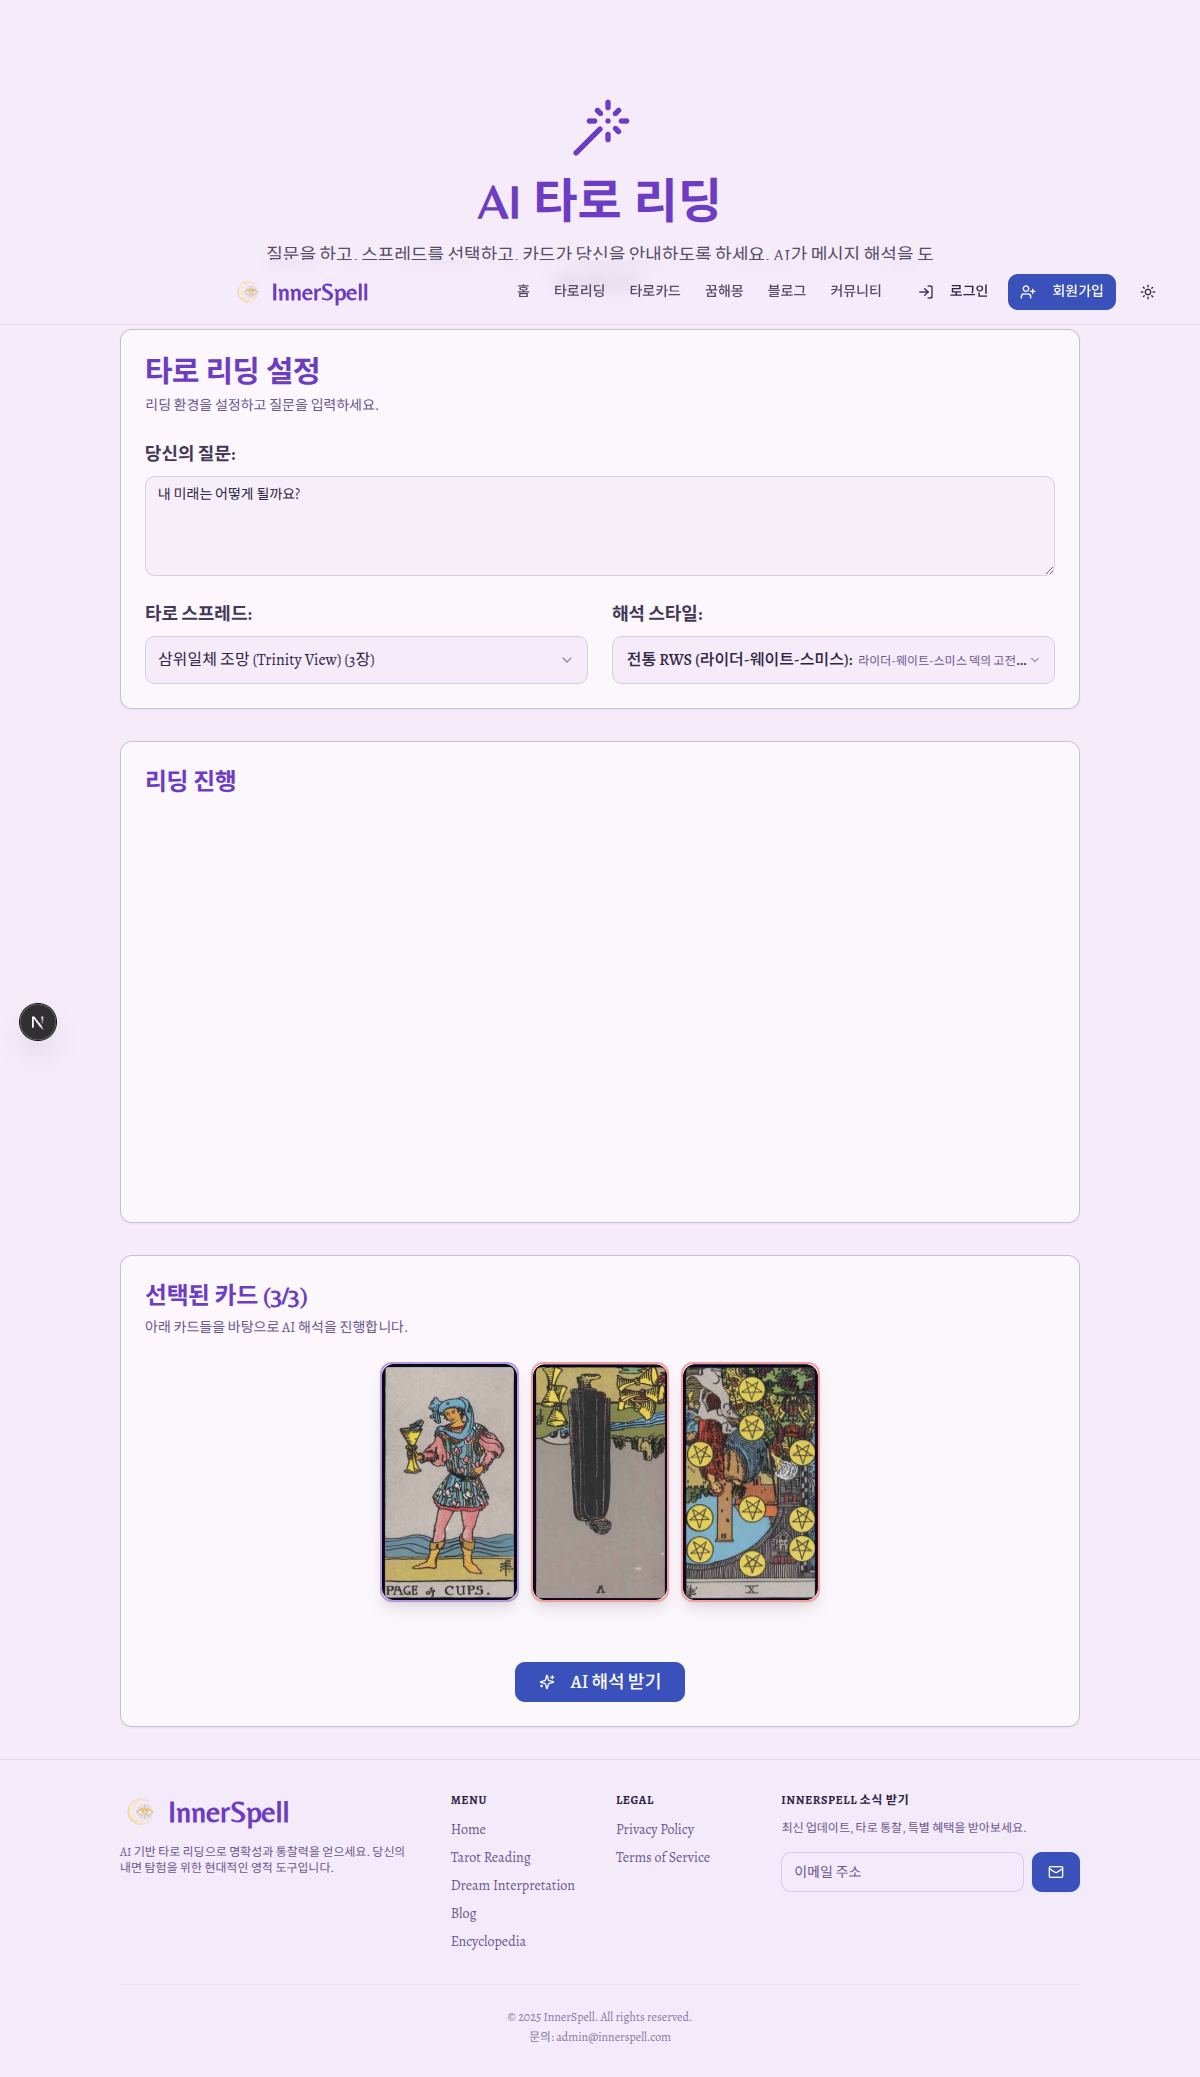 AI 타로 리딩
질문을 하고, 스프레드를 선택하고, 카드가 당신을 안내하도록 하세요. AI가 메시지 해석을 도
InnerSpell
홈 타로리딩 타로카드 꿈해몽 블로그 커뮤니티 로그인 회원가입
타로 리딩 설정
리딩 환경을 설정하고 질문을 입력하세요.
당신의 질문:
내 미래는 어떻게 될까요?
타로 스프레드:
삼위일체 조망 (Trinity View) (3장)
해석 스타일:
전통 RWS (라이더-웨이트-스미스): 라이더-웨이트-스미스 덱의 고전...
리딩 진행
N
선택된 카드 (3/3)
아래 카드들을 바탕으로 AI 해석을 진행합니다.
PAGE of CUPS.
V
X
AI 해석 받기
InnerSpell
AI 기반 타로 리딩으로 명확성과 통찰력을 얻으세요. 당신의
내면 탐험을 위한 현대적인 영적 도구입니다.
MENU
Home
Tarot Reading
Dream Interpretation
Blog
Encyclopedia
LEGAL
Privacy Policy
Terms of Service
INNERSPELL 소식 받기
최신 업데이트, 타로 통찰, 특별 혜택을 받아보세요.
이메일 주소
© 2025 InnerSpell. All rights reserved.
문의: admin@innerspell.com